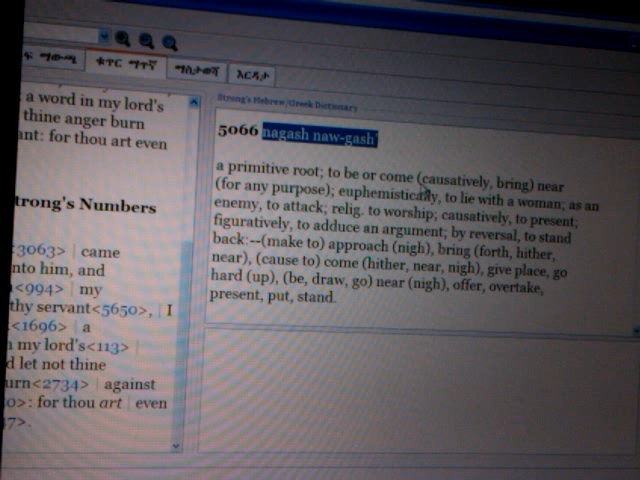 ቁጥር ማጥኛ
ማስታወሻ
እርዳታ
a word in my lord's
thine anger burn
ant: for thou art even
trong's Numbers
<3063> | came
nto him, and
<994> | my
thy servant<5650>, | I
<1696> | a
n my lord's<113>
d let not thine
urn<2734> | against
0>: for thou art | even
7>.
Strong's Hebrew/Greek Dictionary
5066 nagash naw-gash'
a primitive root; to be or come (causatively, bring) near
(for any purpose); euphemistically, to lie with a woman; as an
enemy, to attack; relig. to worship; causatively, to present;
figuratively, to adduce an argument; by reversal, to stand
back:--(make to) approach (nigh), bring (forth, hither,
near), (cause to) come (hither, near, nigh), give place, go
hard (up), (be, draw, go) near (nigh), offer, overtake,
present, put, stand.